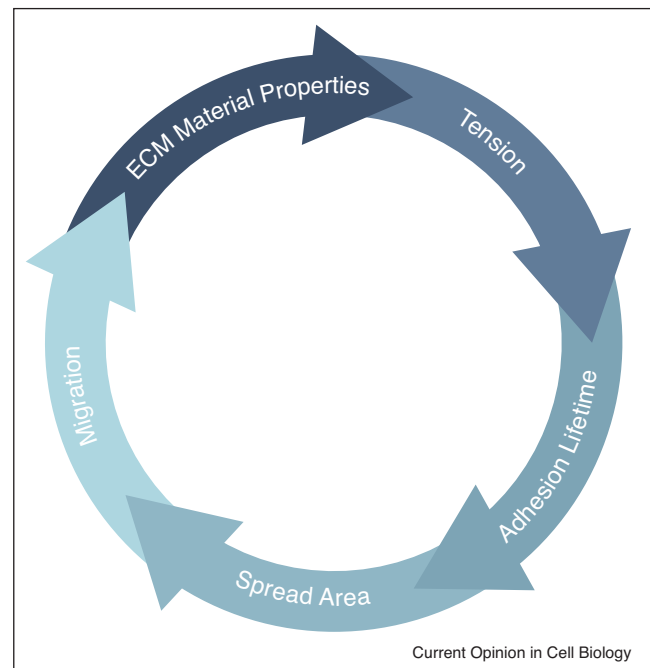 ECM Material Properties
Tension
Adhesion Lifetime
Spread Area
Migration
Current Opinion in Cell Biology